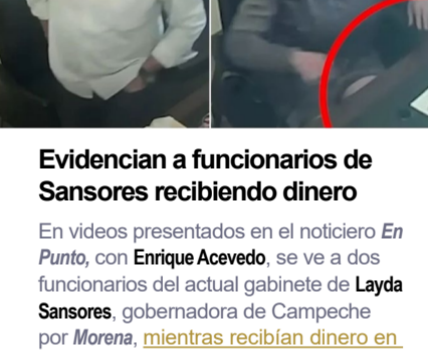 Evidencian a funcionarios de
Sansores recibiendo dinero
En videos presentados en el noticiero En
Punto, con Enrique Acevedo, se ve a dos
funcionarios del actual gabinete de Layda
Sansores, gobernadora de Campeche
por Morena, mientras recibían dinero en